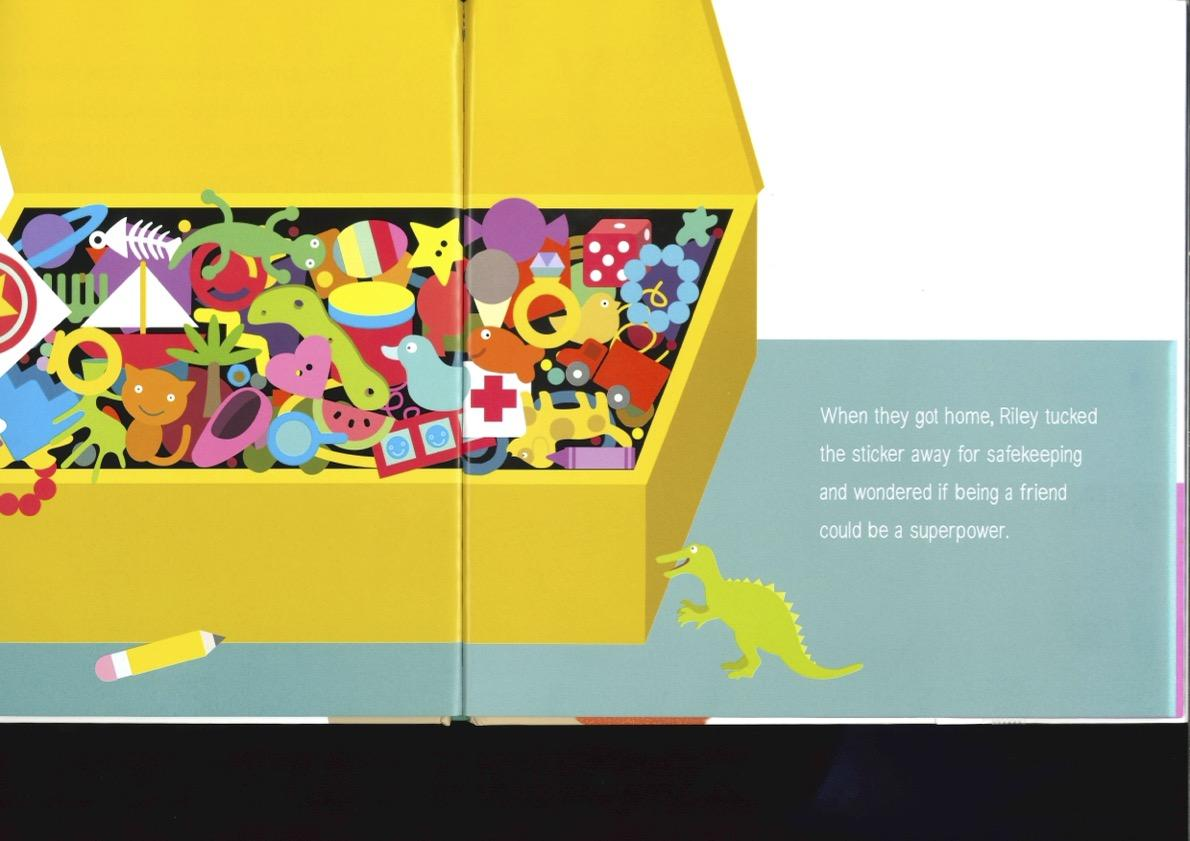 When they got home, Riley tucked
the sticker away for safekeeping
and wondered if being a friend
could be a superpower.